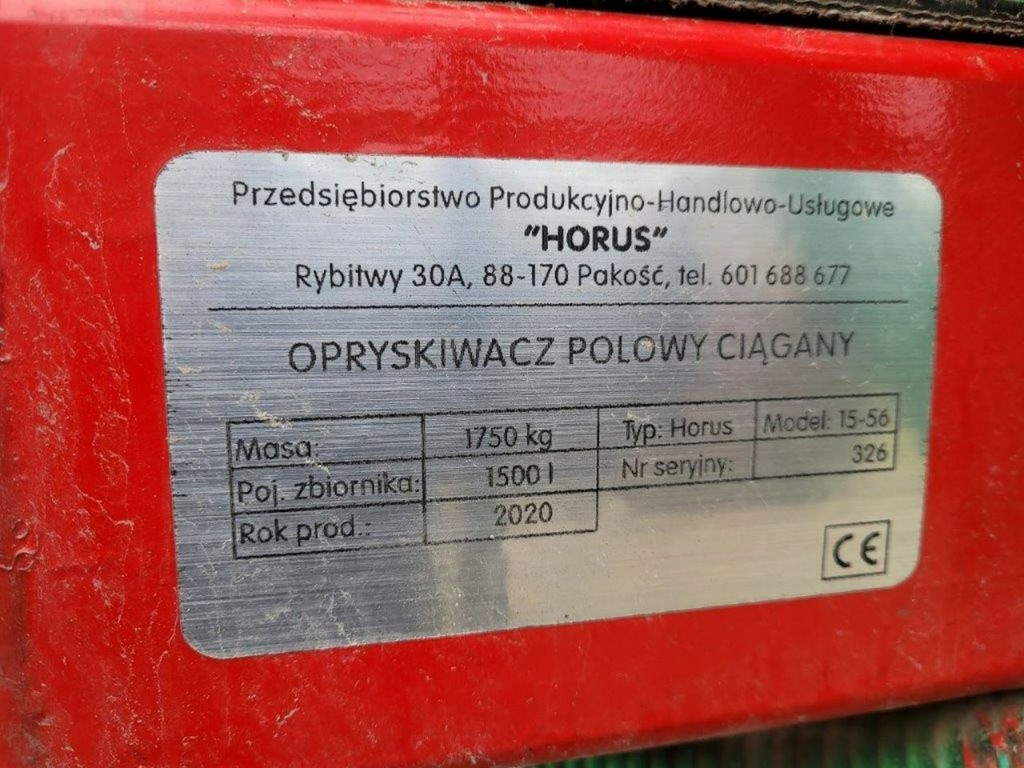 Przedsiębiorstwo Produkcyjno-Handlowo-Usługowe
"HORUS"
Rybitwy 30A, 88-170 Pakość, tel. 601 688 677
OPRYSKIWACZ POLOWY CIĄGANY
Masa: 1750 kg Typ: Horus Model: 15-56
Poj. zbiornika: 1500 l Nr seryjny: 326
Rok prod.: 2020
CE